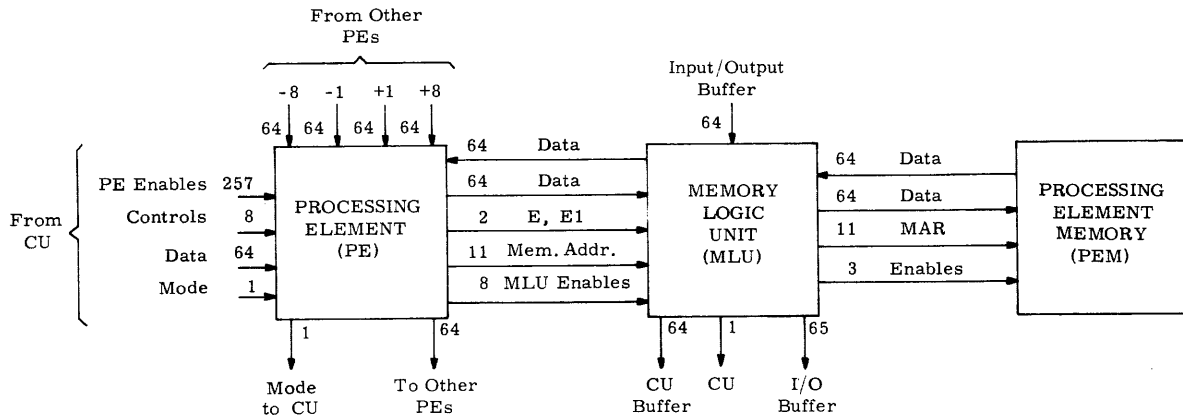 From Other
PEs
-8 -1 +1 +8
64 64 64 64
Input/Output
Buffer
64
From
CU
PE Enables 257
Controls 8
Data 64
Mode 1
PROCESSING
ELEMENT
(PE)
64 Data
64 Data
2 E, E1
11 Mem. Addr.
8 MLU Enables
MEMORY
LOGIC
UNIT
(MLU)
64 Data
64 Data
11 MAR
3 Enables
PROCESSING
ELEMENT
MEMORY
(PEM)
1
Mode
to CU
64
To Other
PEs
64
CU
Buffer
1
CU
65
I/O
Buffer